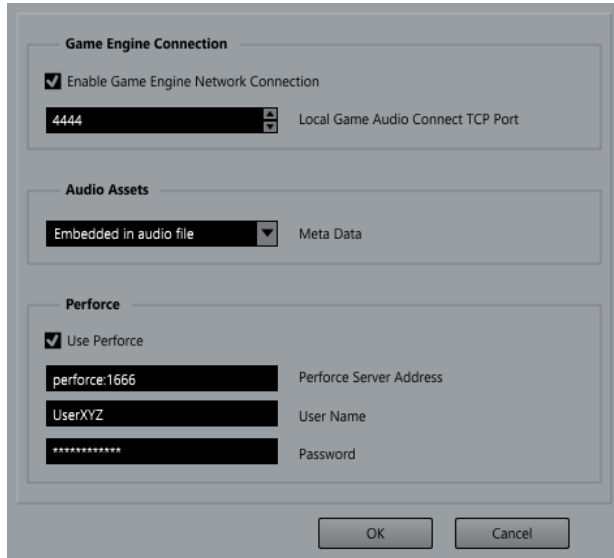 Game Engine Connection
Enable Game Engine Network Connection
4444 Local Game Audio Connect TCP Port
Audio Assets
Embedded in audio file Meta Data
Perforce
Use Perforce
perforce:1666 Perforce Server Address
UserXYZ User Name
************ Password
OK Cancel